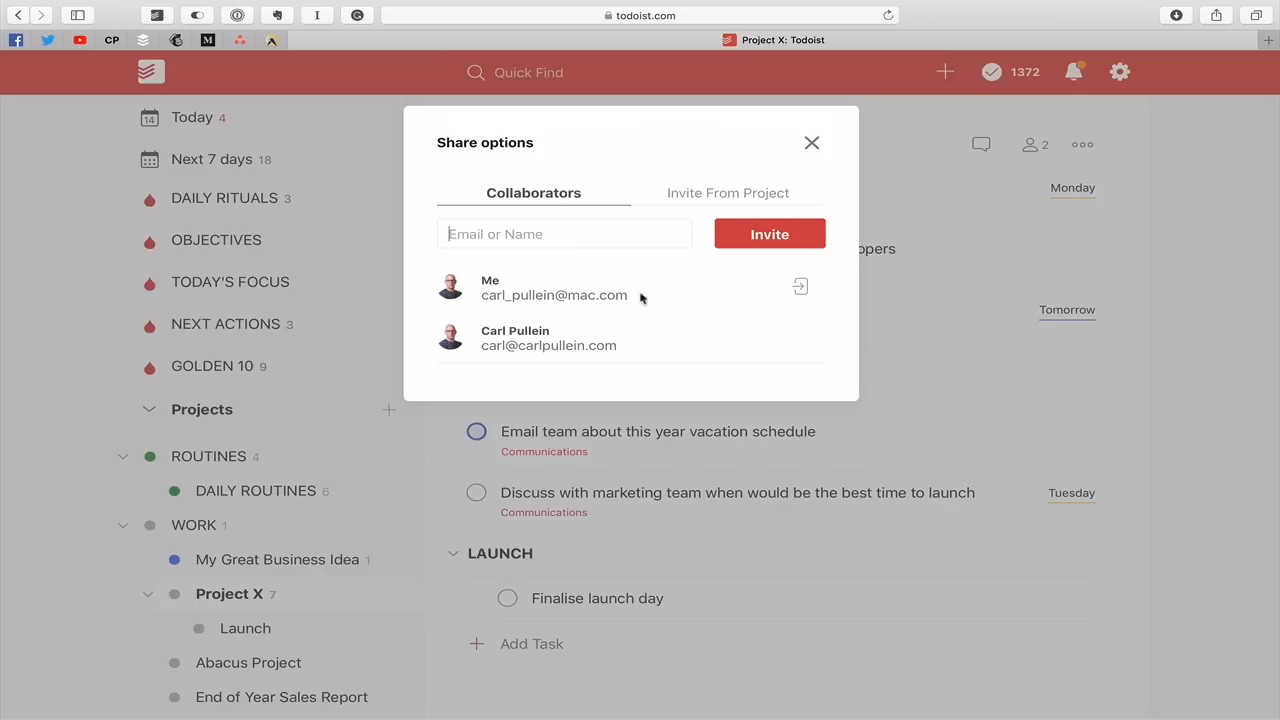 todoist.com
CP
M
Project X: Todoist
Quick Find
1372
14
Today 4
Next 7 days 18
DAILY RITUALS 3
OBJECTIVES
TODAY'S FOCUS
NEXT ACTIONS 3
GOLDEN 10 9
Projects
ROUTINES 4
DAILY ROUTINES 6
WORK 1
My Great Business Idea 1
Project X 7
Launch
Abacus Project
End of Year Sales Report
Share options
Collaborators
Invite From Project
Email or Name
Invite
Me
carl_pullein@mac.com
Carl Pullein
carl@carlpullein.com
2
Monday
opers
Tomorrow
Email team about this year vacation schedule
Communications
Discuss with marketing team when would be the best time to launch
Tuesday
Communications
LAUNCH
Finalise launch day
Add Task